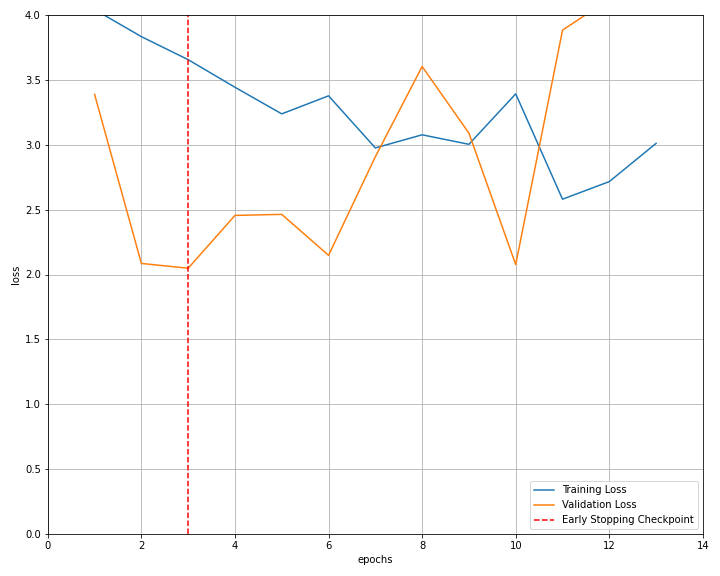 4.0
3.5
3.0
2.5
2.0
1.5
1.0
0.5
0.0
loss
0 2 4 6 8 10 12 14
epochs
Training Loss
Validation Loss
Early Stopping Checkpoint